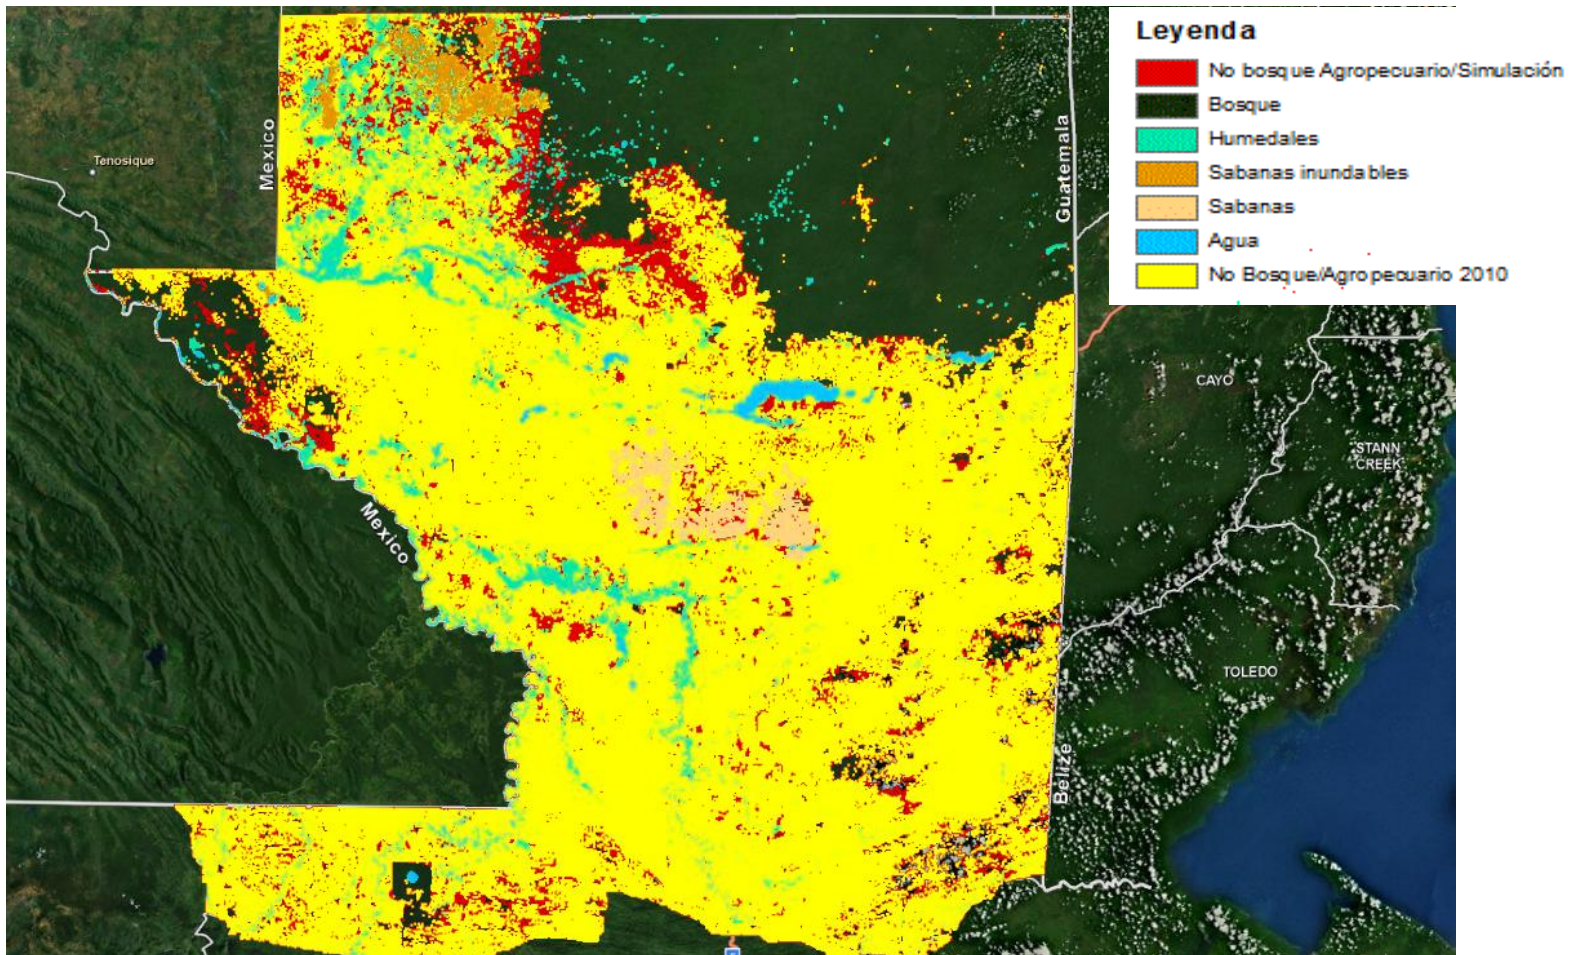 Leyenda
No bosque Agropecuario/Simulación
Bosque
Humedales
Sabanas inundables
Sabanas
Agua
No Bosque/Agropecuario 2010
Tenosique
Mexico
Guatemala
CAYO
STANN
CREEK
Mexico
TOLEDO
Belize